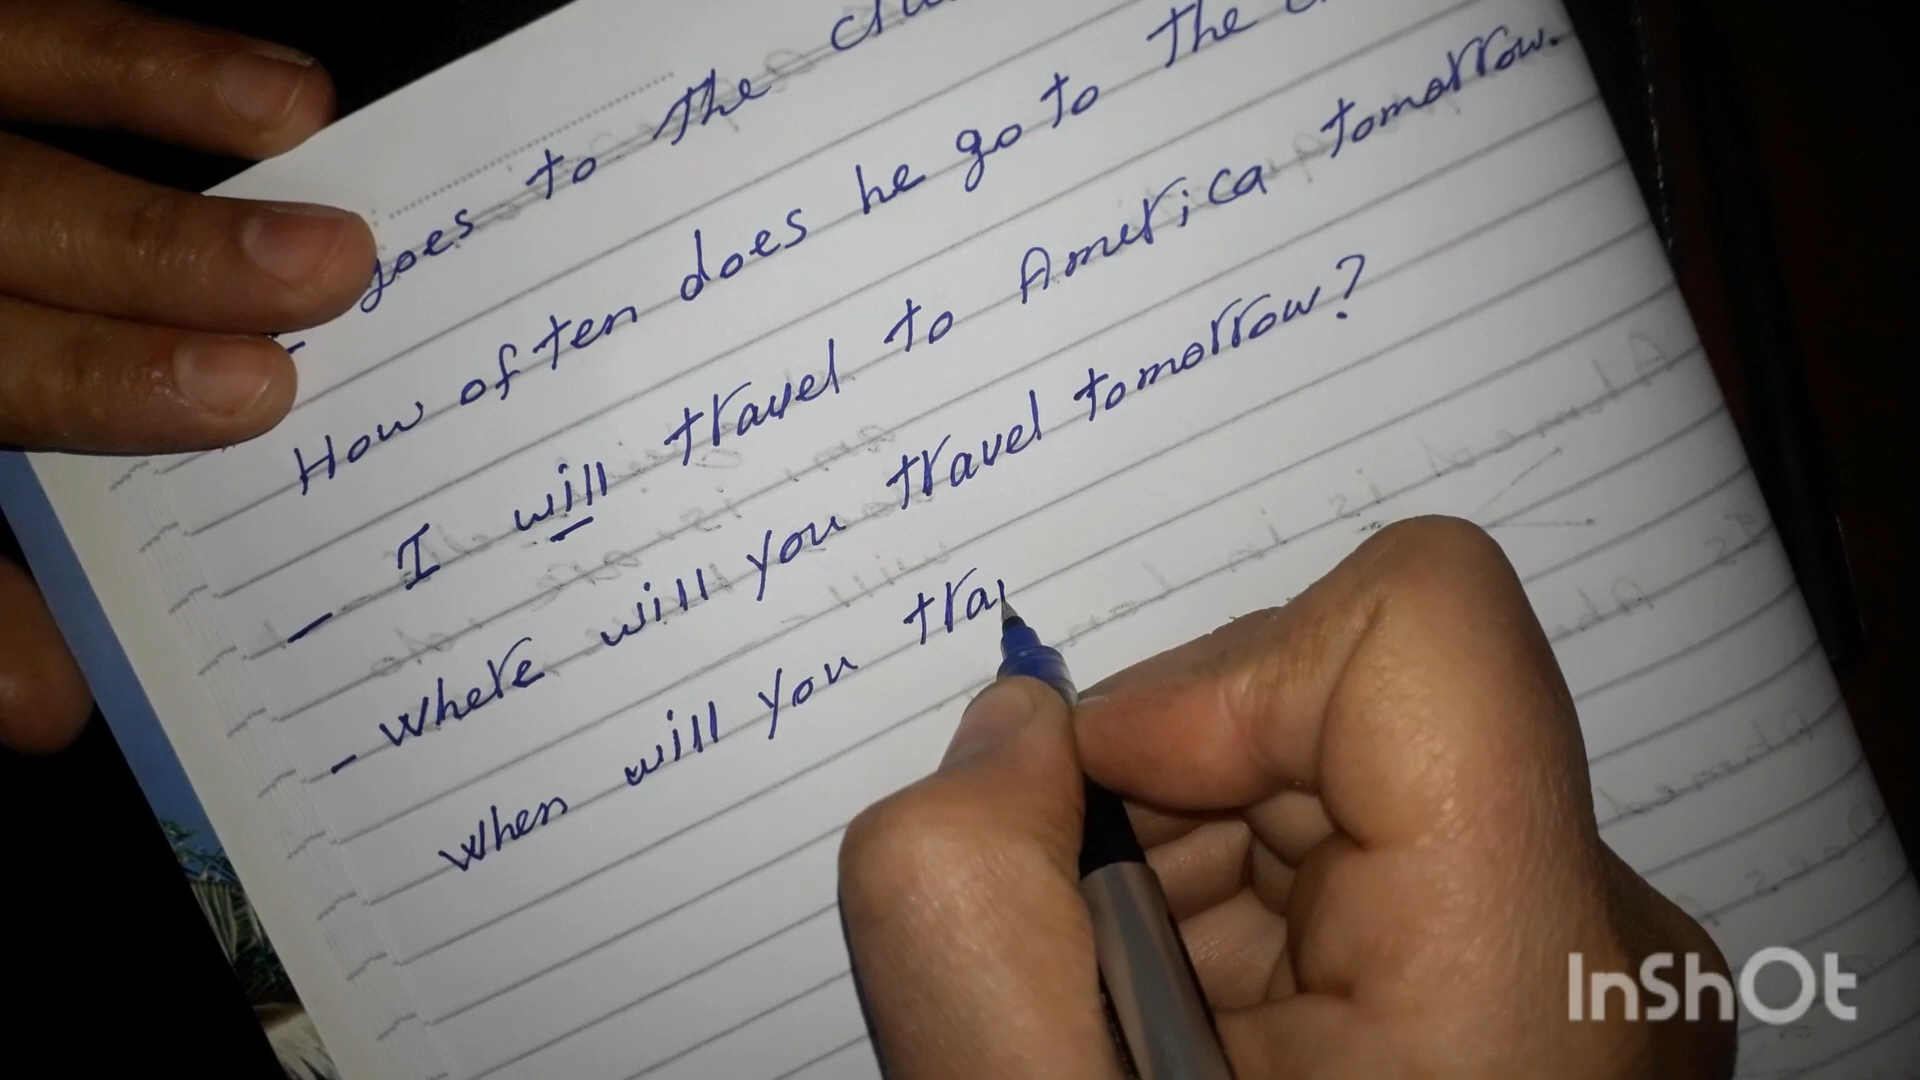 goes to the
How often does he go to the
- I will travel to America tomorrow.
- Where will you travel tomorrow?
When will you tra
InShOt